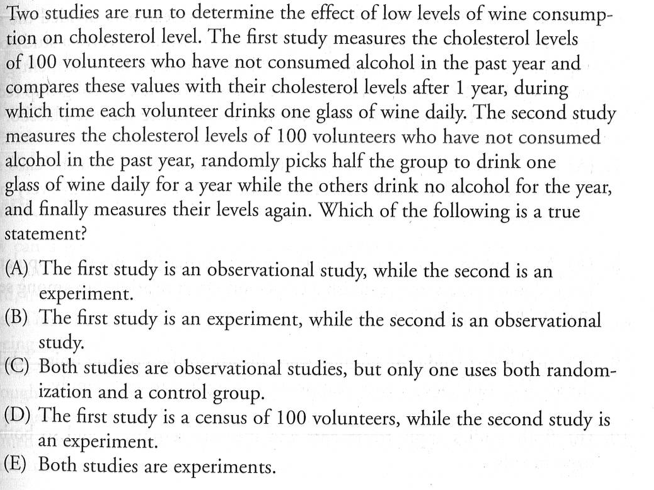 Two studies are run to determine the effect of low levels of wine consump-
tion on cholesterol level. The first study measures the cholesterol levels
of 100 volunteers who have not consumed alcohol in the past year and
compares these values with their cholesterol levels after 1 year, during
which time each volunteer drinks one glass of wine daily. The second study
measures the cholesterol levels of 100 volunteers who have not consumed
alcohol in the past year, randomly picks half the group to drink one
glass of wine daily for a year while the others drink no alcohol for the year,
and finally measures their levels again. Which of the following is a true
statement?
(A) The first study is an observational study, while the second is an
experiment.
(B) The first study is an experiment, while the second is an observational
study.
(C) Both studies are observational studies, but only one uses both random-
ization and a control group.
(D) The first study is a census of 100 volunteers, while the second study is
an experiment.
(E) Both studies are experiments.